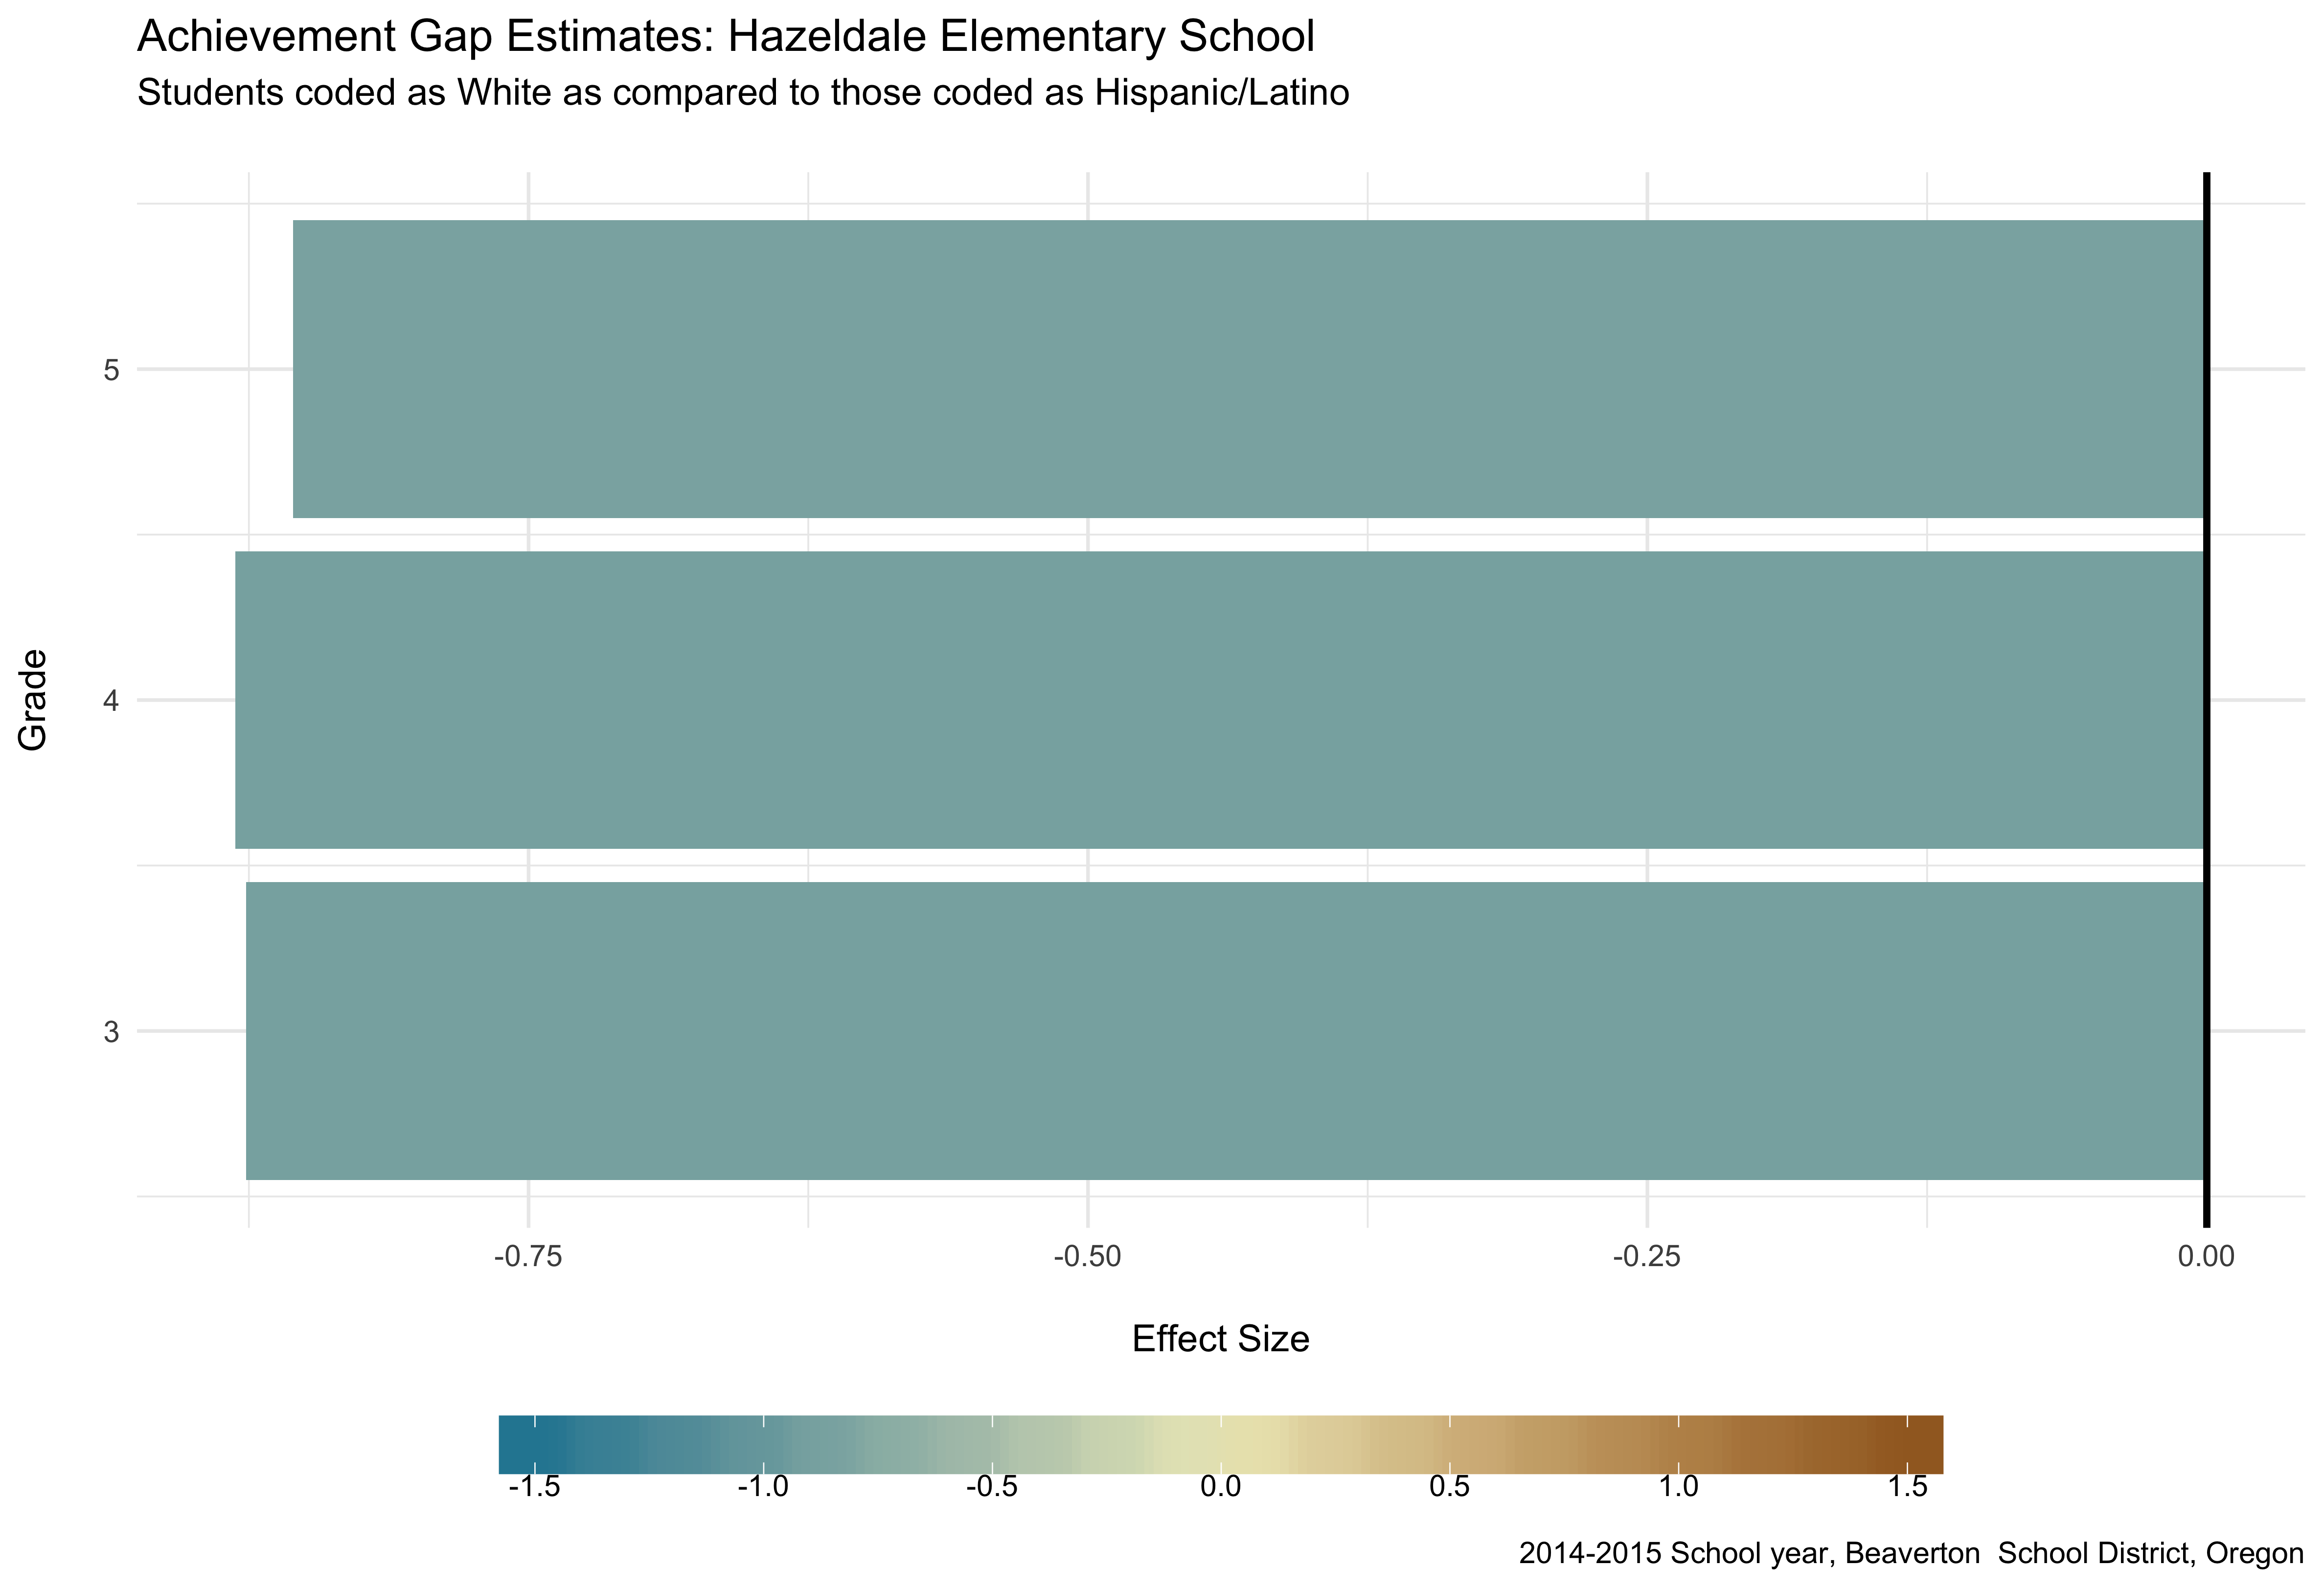 Achievement Gap Estimates: Hazeldale Elementary School
Students coded as White as compared to those coded as Hispanic/Latino
Grade
5
4
3
-0.75 -0.50 -0.25 0.00
Effect Size
-1.5 -1.0 -0.5 0.0 0.5 1.0 1.5
2014-2015 School year, Beaverton  School District, Oregon